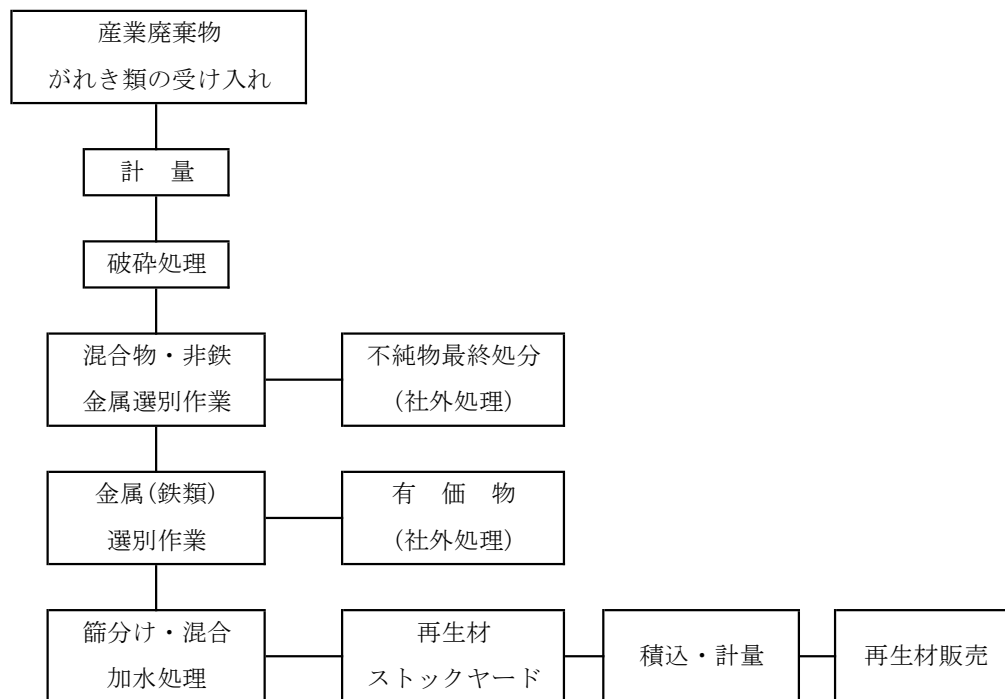 産業廃棄物
がれき類の受け入れ
計　量
破砕処理
混合物・非鉄
金属選別作業
不純物最終処分
(社外処理)
金属(鉄類)
選別作業
有　価　物
(社外処理)
篩分け・混合
加水処理
再生材
ストックヤード
積込・計量
再生材販売